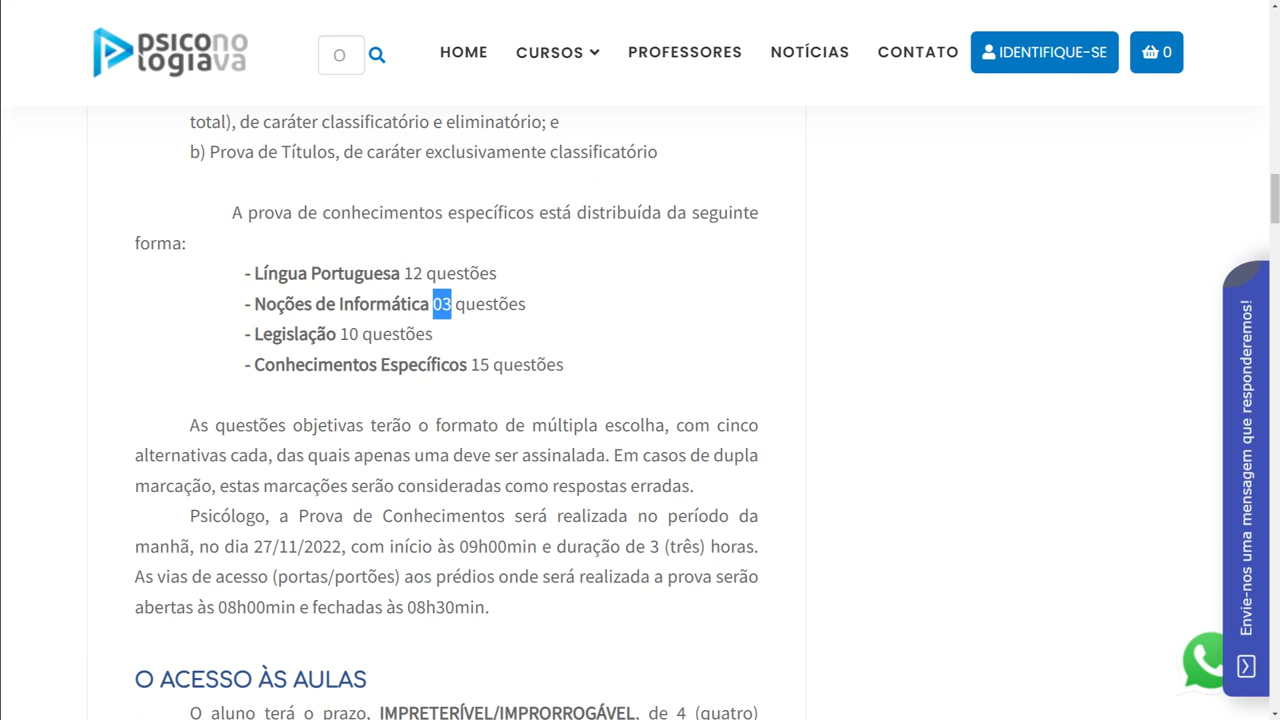 psicono
logiava
O
HOME
CURSOS
PROFESSORES
NOTÍCIAS
CONTATO
IDENTIFIQUE-SE
0
total), de caráter classificatório e eliminatório; e
b) Prova de Títulos, de caráter exclusivamente classificatório
A prova de conhecimentos específicos está distribuída da seguinte
forma:
- Língua Portuguesa 12 questões
- Noções de Informática 03 questões
- Legislação 10 questões
- Conhecimentos Específicos 15 questões
As questões objetivas terão o formato de múltipla escolha, com cinco
alternativas cada, das quais apenas uma deve ser assinalada. Em casos de dupla
marcação, estas marcações serão consideradas como respostas erradas.
Psicólogo, a Prova de Conhecimentos será realizada no período da
manhã, no dia 27/11/2022, com início às 09h00min e duração de 3 (três) horas.
As vias de acesso (portas/portões) aos prédios onde será realizada a prova serão
abertas às 08h00min e fechadas às 08h30min.
O ACESSO ÀS AULAS
O aluno terá o prazo, IMPRETERÍVEL/IMPRORROGÁVEL, de 4 (quatro)
Envie-nos uma mensagem que responderemos!